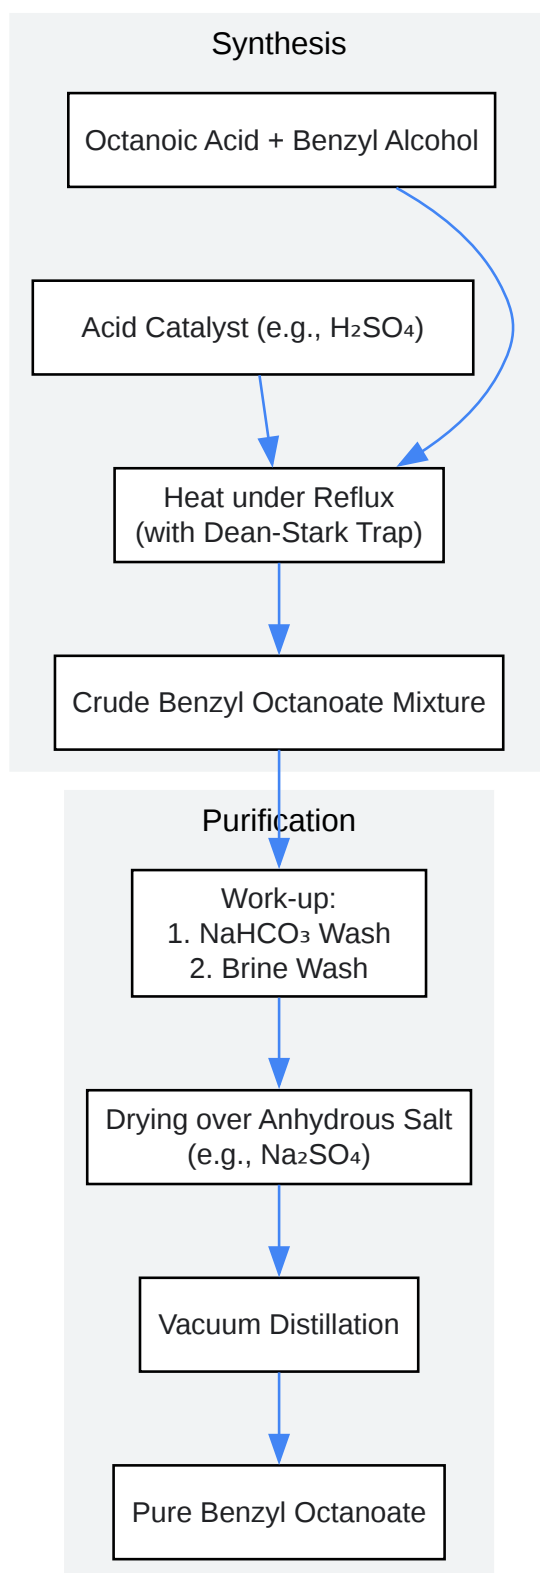 Synthesis
Octanoic Acid + Benzyl Alcohol
Acid Catalyst (e.g., H₂SO₄)
Heat under Reflux
(with Dean-Stark Trap)
Crude Benzyl Octanoate Mixture
Purification
Work-up:
1. NaHCO₃ Wash
2. Brine Wash
Drying over Anhydrous Salt
(e.g., Na₂SO₄)
Vacuum Distillation
Pure Benzyl Octanoate